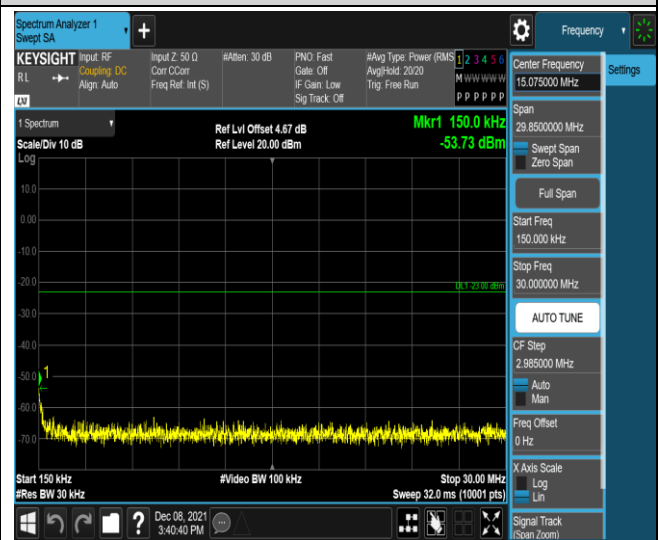 Spectrum Analyzer 1
Swept SA
+
Frequency
KEYSIGHT
RL
LXI
Input: RF
Coupling: DC
Align: Auto
Input Z: 50 Ω
Corr CCorr
Freq Ref: Int (S)
#Atten: 30 dB
PNO: Fast
Gate: Off
IF Gain: Low
Sig Track: Off
#Avg Type: Power (RMS
Avg|Hold: 20/20
Trig: Free Run
1 2 3 4 5 6
M W W W W W
P P P P P P
1 Spectrum
Scale/Div 10 dB
Log
Ref Lvl Offset 4.67 dB
Ref Level 20.00 dBm
Mkr1 150.0 kHz
-53.73 dBm
10.0
0.00
-10.0
-20.0
DL1 -23.00 dBm
-30.0
-40.0
-50.0
1
-60.0
-70.0
Start 150 kHz
#Res BW 30 kHz
#Video BW 100 kHz
Stop 30.00 MHz
Sweep 32.0 ms (10001 pts)
?
Dec 08, 2021
3:40:40 PM
Center Frequency
15.075000 MHz
Span
29.8500000 MHz
Swept Span
Zero Span
Full Span
Start Freq
150.000 kHz
Stop Freq
30.000000 MHz
AUTO TUNE
CF Step
2.985000 MHz
Auto
Man
Freq Offset
0 Hz
X Axis Scale
Log
Lin
Signal Track
(Span Zoom)
Settings